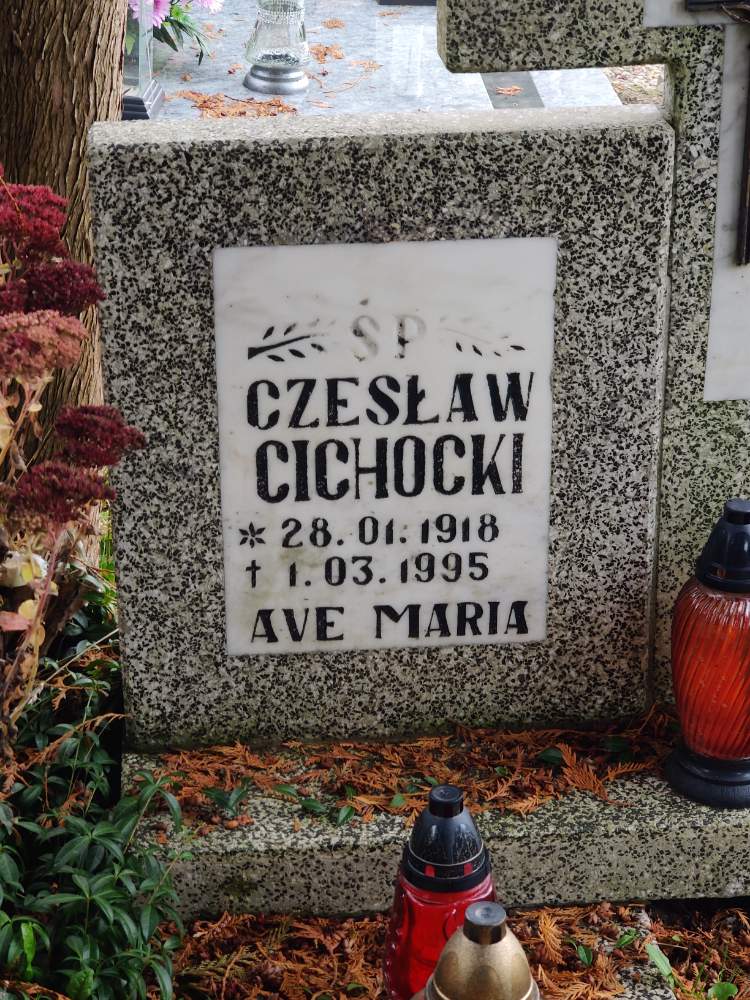 ŚP
CZESŁAW
CICHOCKI
* 28.01.1918
† 1.03.1995
AVE MARIA